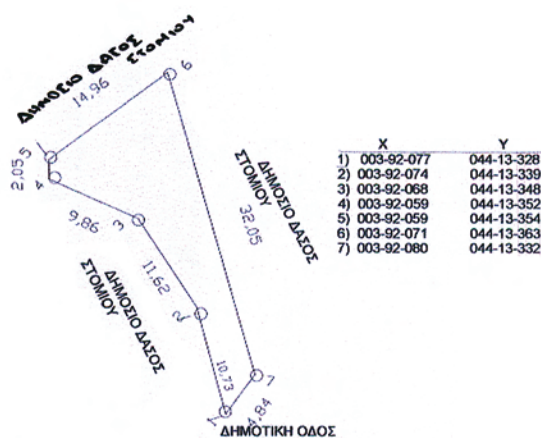 ΔΗΜΟΣΙΟ ΔΑΣΟΣ
ΣΤΟΜΙΟΥ
14,96
6
5
2,05
4
9,86
3
ΔΗΜΟΣΙΟ ΔΑΣΟΣ
ΣΤΟΜΙΟΥ
32,05
11,62
ΔΗΜΟΣΙΟ ΔΑΣΟΣ
ΣΤΟΜΙΟΥ
2
10,73
7
1
4,84
ΔΗΜΟΤΙΚΗ ΟΔΟΣ
X Y
1) 003-92-077 044-13-328
2) 003-92-074 044-13-339
3) 003-92-068 044-13-348
4) 003-92-059 044-13-352
5) 003-92-059 044-13-354
6) 003-92-071 044-13-363
7) 003-92-080 044-13-332